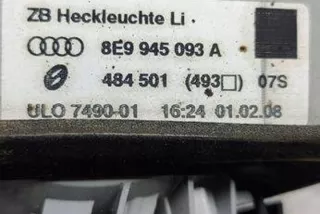 ZB Heckleuchte Li
8E9 945 093 A
484 501 (493□) 07S
ULO 7490-01 16:24 01.02.08